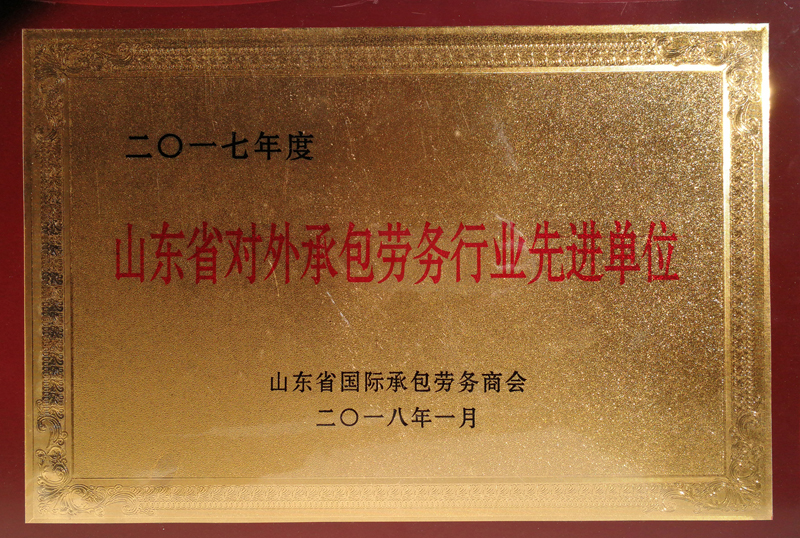 二〇一七年度
山东省对外承包劳务行业先进单位
山东省国际承包劳务商会
二〇一八年一月